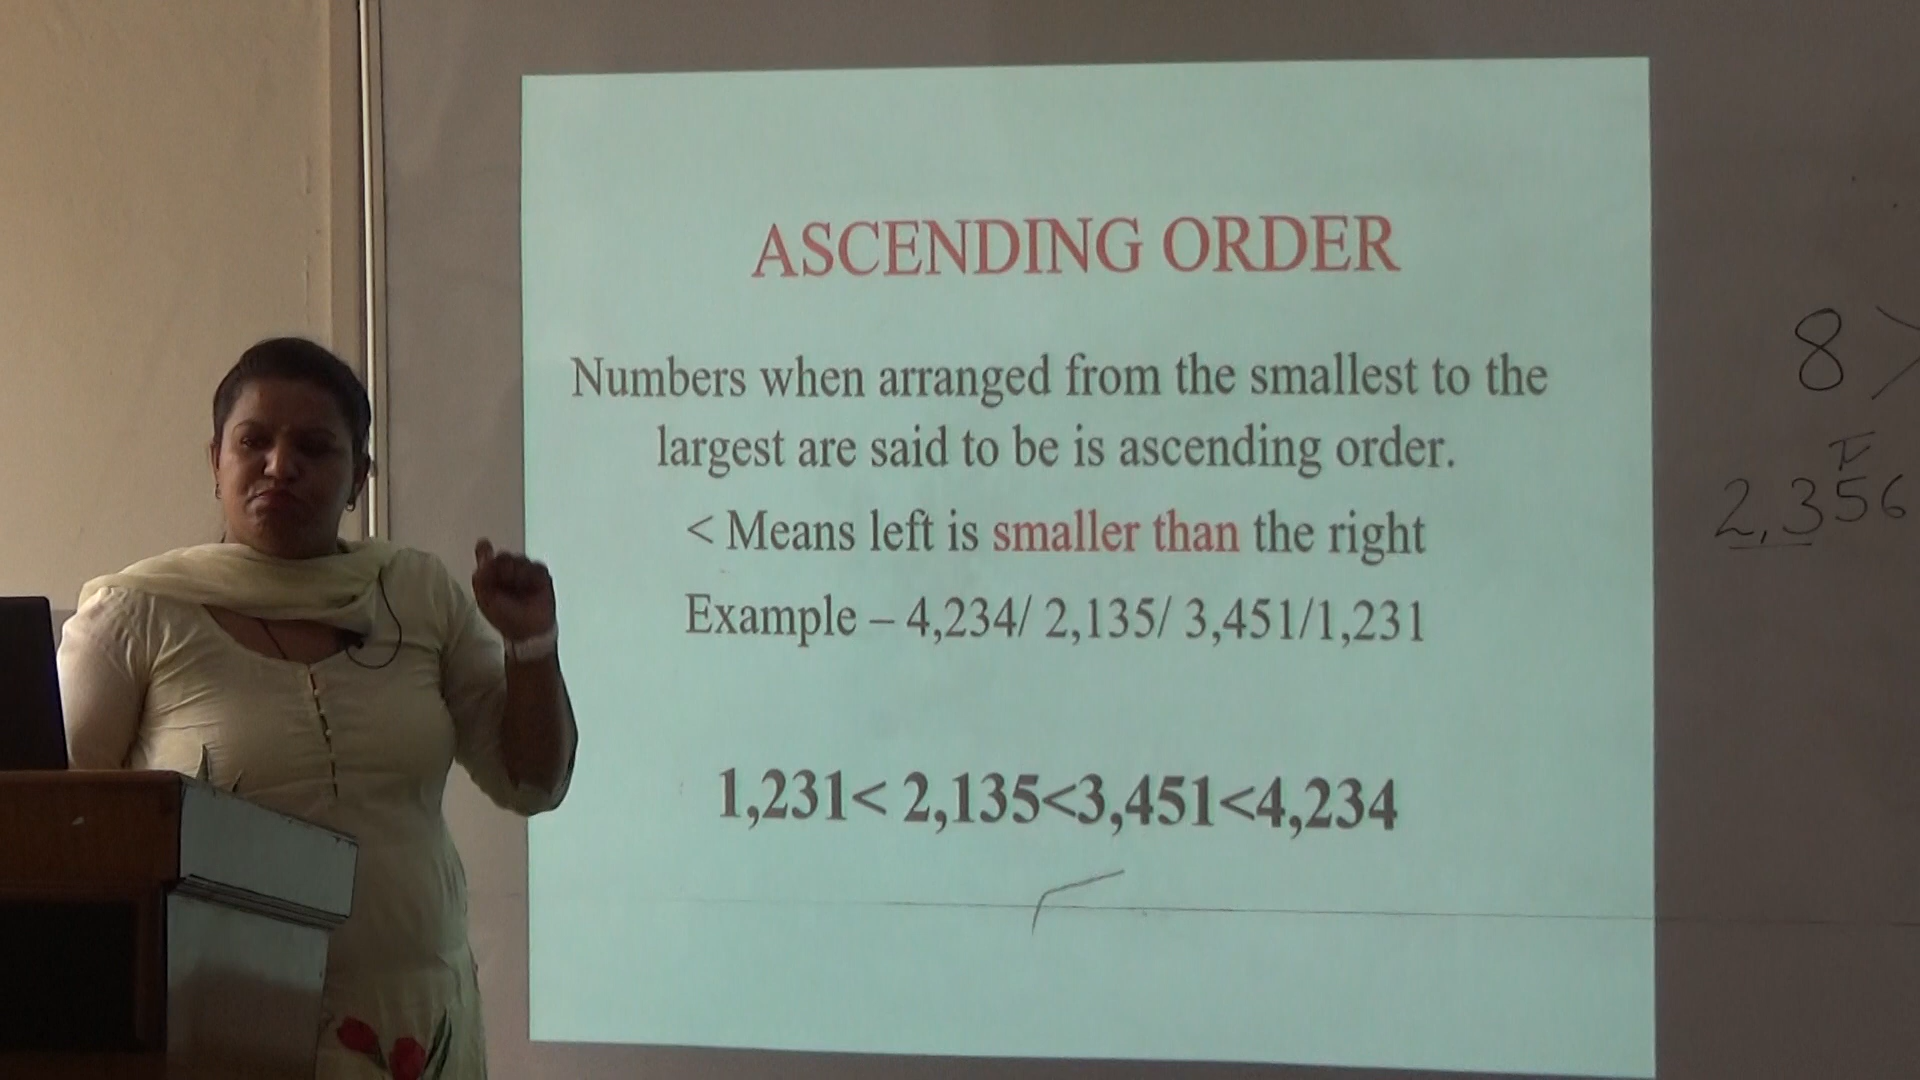 ASCENDING ORDER
Numbers when arranged from the smallest to the
largest are said to be is ascending order.
< Means left is smaller than the right
Example – 4,234/ 2,135/ 3,451/1,231
1,231< 2,135<3,451<4,234
8 >
2,356